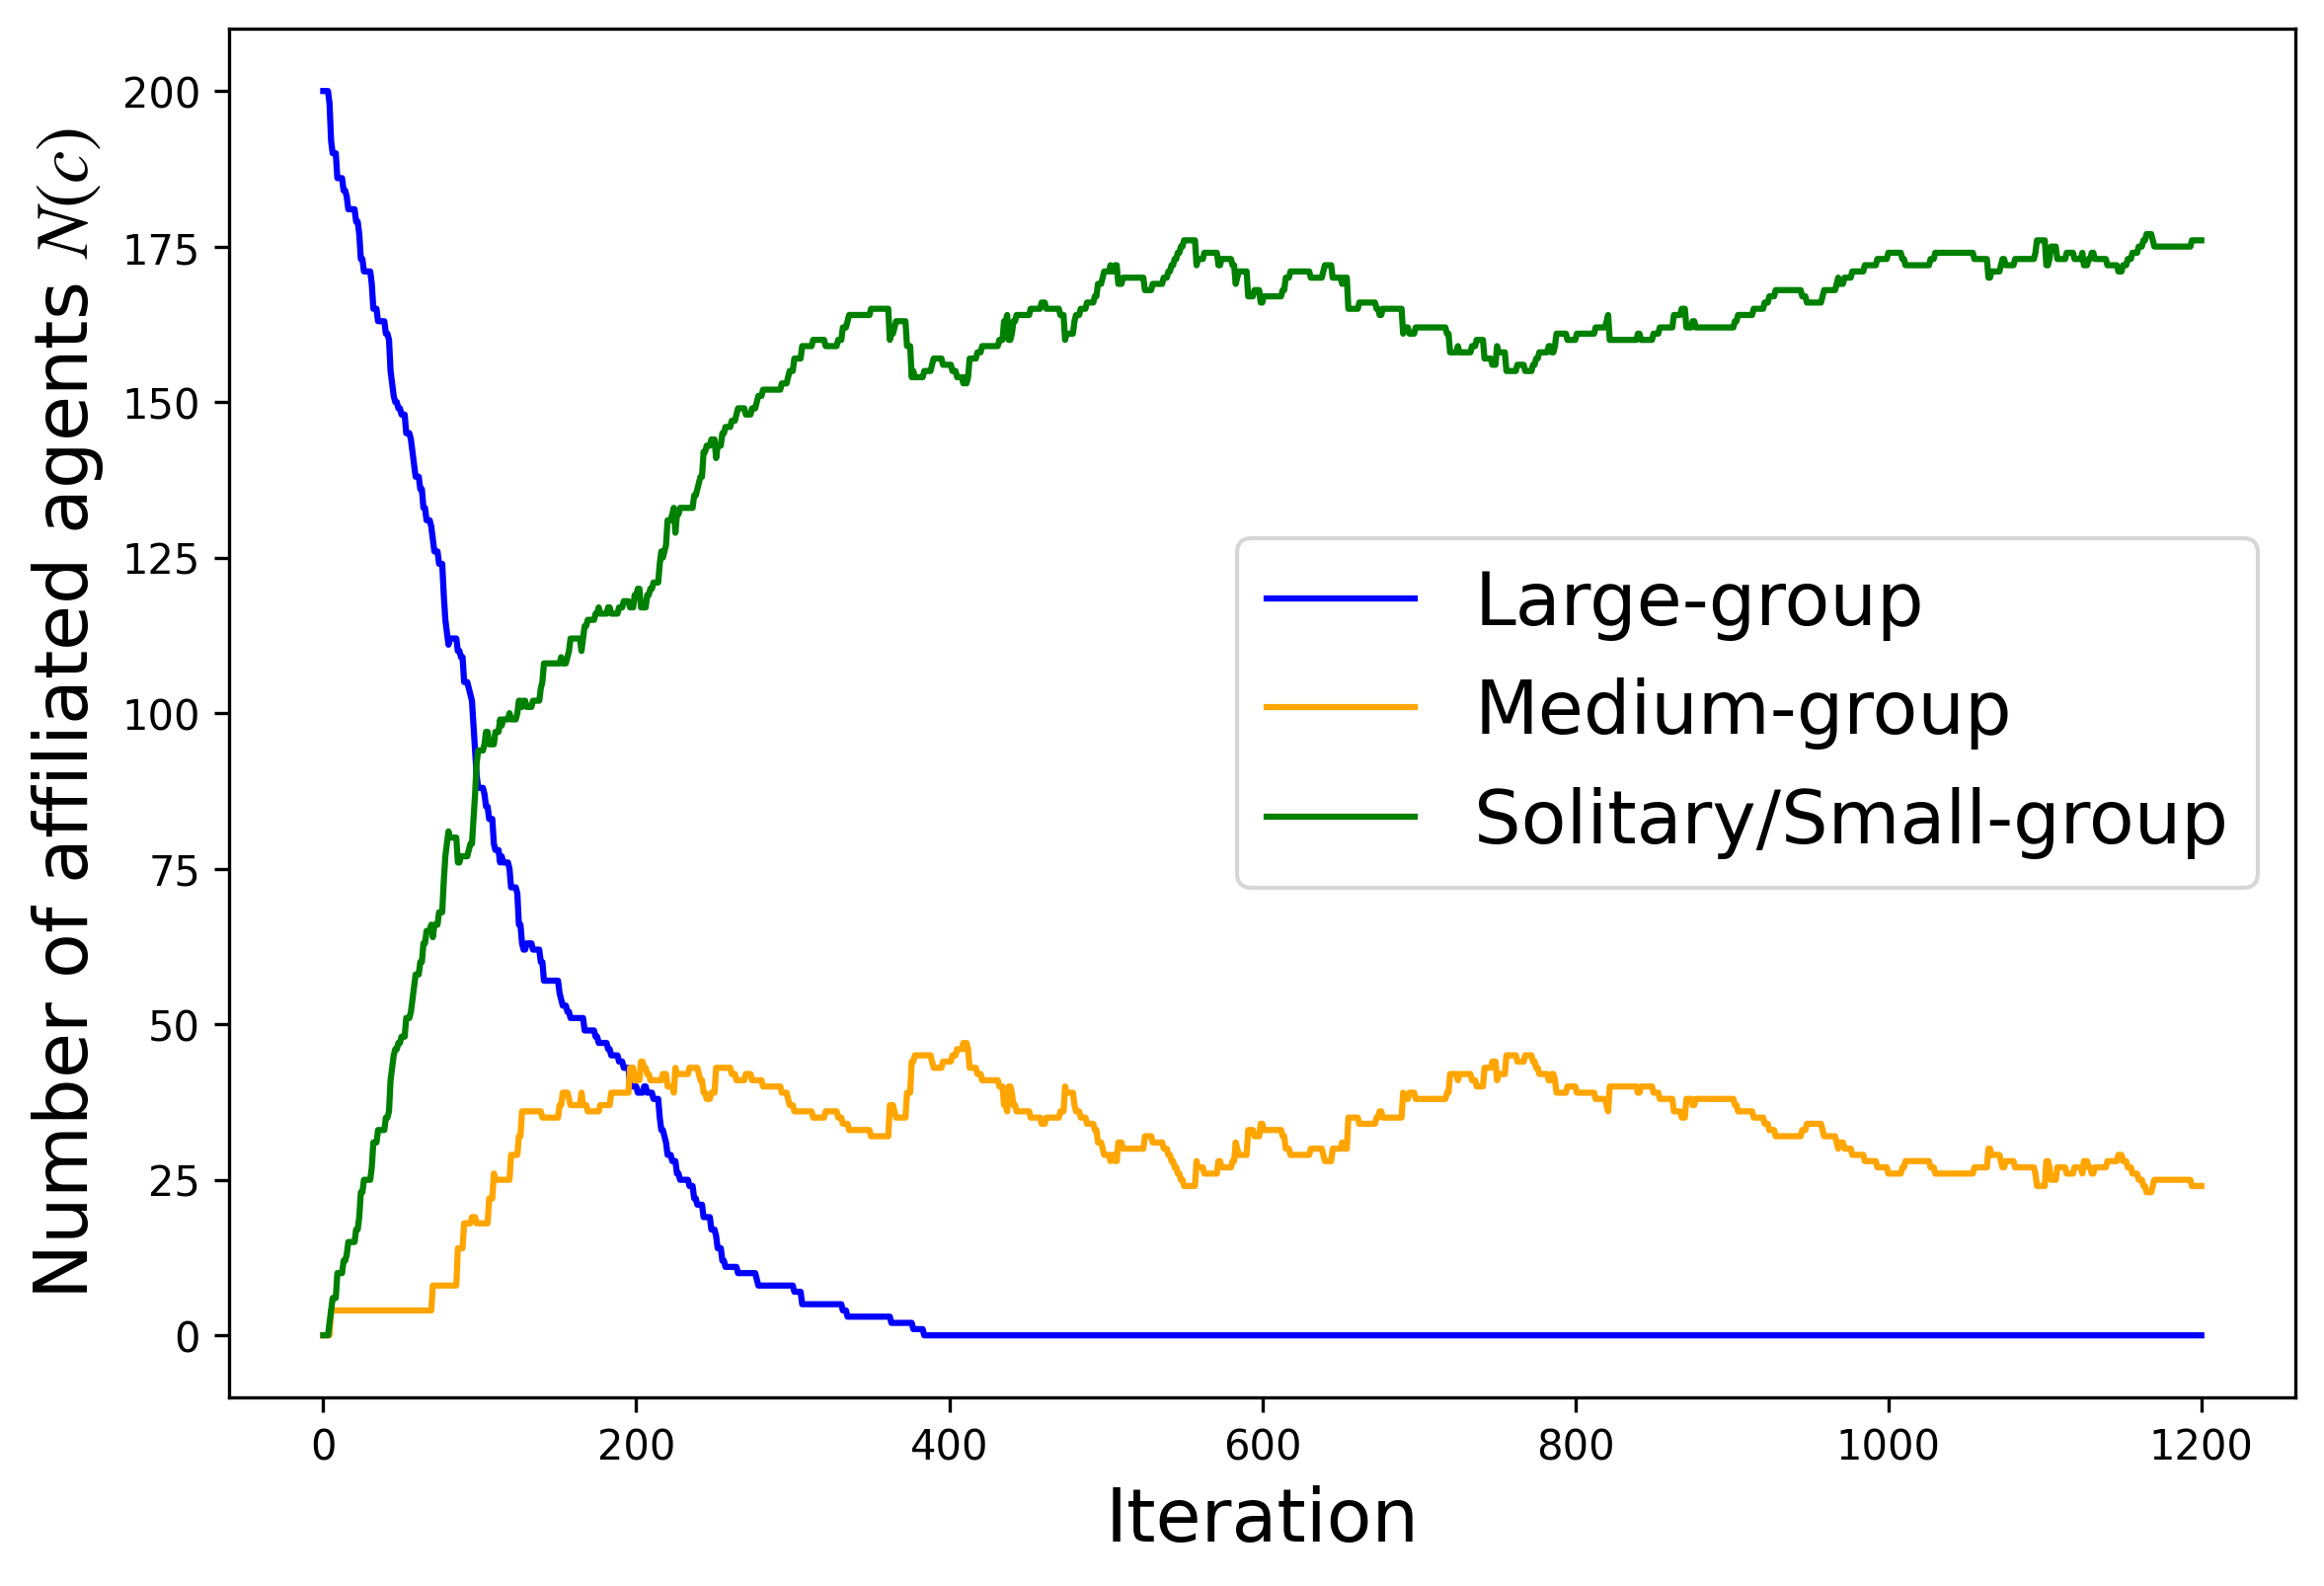 Number of affiliated agents N(c)
200
175
150
125
100
75
50
25
0
Large-group
Medium-group
Solitary/Small-group
0 200 400 600 800 1000 1200
Iteration